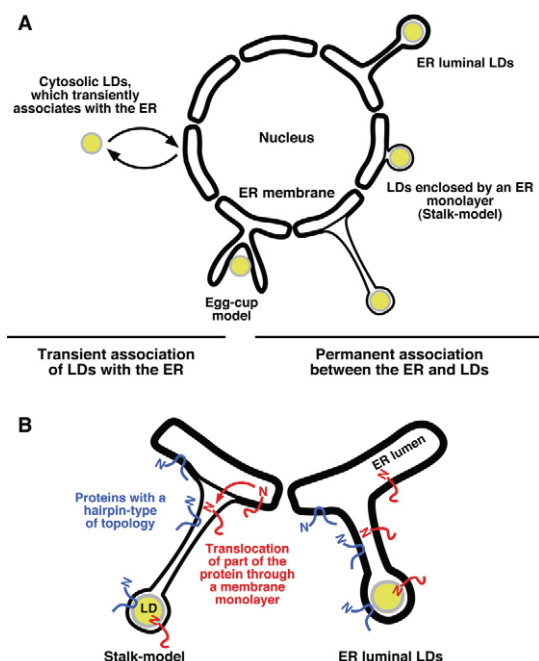 A
Cytosolic LDs,
which transiently
associates with the ER
ER luminal LDs
Nucleus
ER membrane
LDs enclosed by an ER
monolayer
(Stalk-model)
Egg-cup
model
Transient association
of LDs with the ER
Permanent association
between the ER and LDs
B
Proteins with a
hairpin-type
of topology
Translocation
of part of the
protein through
a membrane
monolayer
ER lumen
N
N
N
N
N
N
N
N
N
N
N
N
LD
Stalk-model
ER luminal LDs